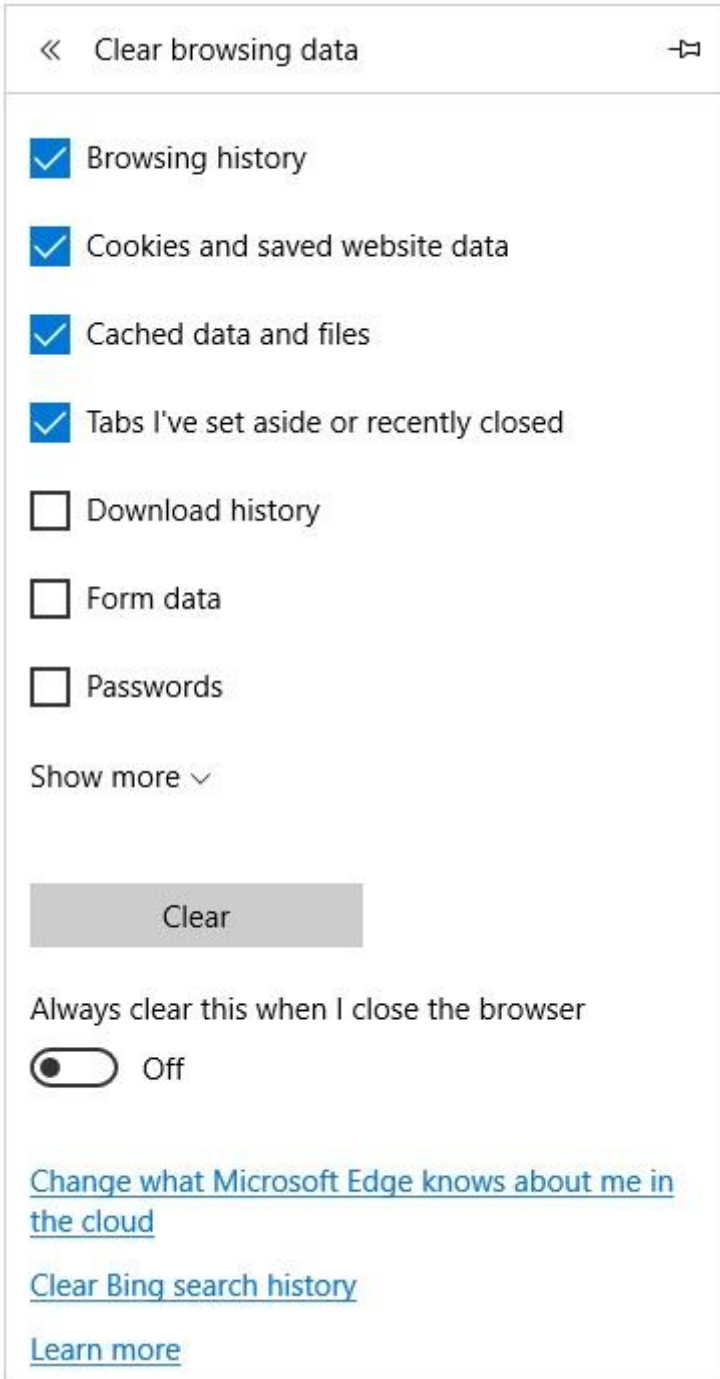 Clear browsing data
Browsing history
Cookies and saved website data
Cached data and files
Tabs I've set aside or recently closed
Download history
Form data
Passwords
Show more
Clear
Always clear this when I close the browser
Off
Change what Microsoft Edge knows about me in
the cloud
Clear Bing search history
Learn more